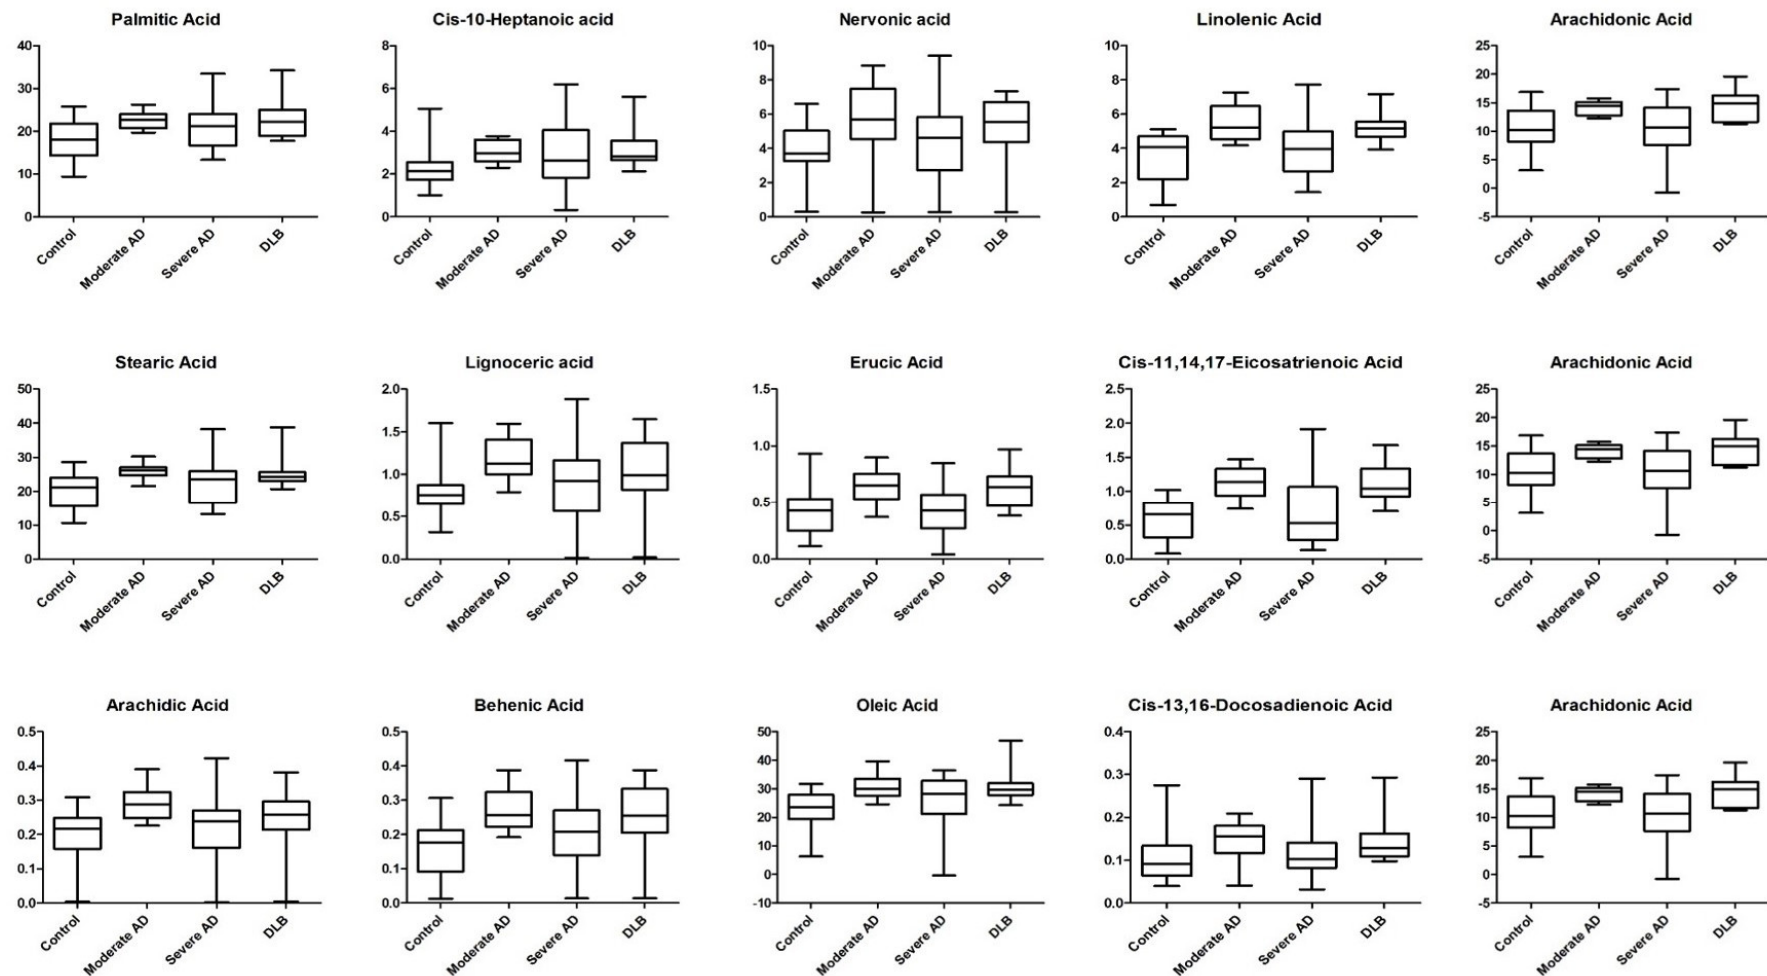 Palmitic Acid
40
30
20
10
0
Control
Moderate AD
Severe AD
DLB
Cis-10-Heptanoic acid
8
6
4
2
0
Control
Moderate AD
Severe AD
DLB
Nervonic acid
10
8
6
4
2
0
Control
Moderate AD
Severe AD
DLB
Linolenic Acid
10
8
6
4
2
0
Control
Moderate AD
Severe AD
DLB
Arachidonic Acid
25
20
15
10
5
0
-5
Control
Moderate AD
Severe AD
DLB
Stearic Acid
50
40
30
20
10
0
Control
Moderate AD
Severe AD
DLB
Lignoceric acid
2.0
1.5
1.0
0.5
0.0
Control
Moderate AD
Severe AD
DLB
Erucic Acid
1.5
1.0
0.5
0.0
Control
Moderate AD
Severe AD
DLB
Cis-11,14,17-Eicosatrienoic Acid
2.5
2.0
1.5
1.0
0.5
0.0
Control
Moderate AD
Severe AD
DLB
Arachidonic Acid
25
20
15
10
5
0
-5
Control
Moderate AD
Severe AD
DLB
Arachidic Acid
0.5
0.4
0.3
0.2
0.1
0.0
Control
Moderate AD
Severe AD
DLB
Behenic Acid
0.5
0.4
0.3
0.2
0.1
0.0
Control
Moderate AD
Severe AD
DLB
Oleic Acid
50
40
30
20
10
0
-10
Control
Moderate AD
Severe AD
DLB
Cis-13,16-Docosadienoic Acid
0.4
0.3
0.2
0.1
0.0
Control
Moderate AD
Severe AD
DLB
Arachidonic Acid
25
20
15
10
5
0
-5
Control
Moderate AD
Severe AD
DLB